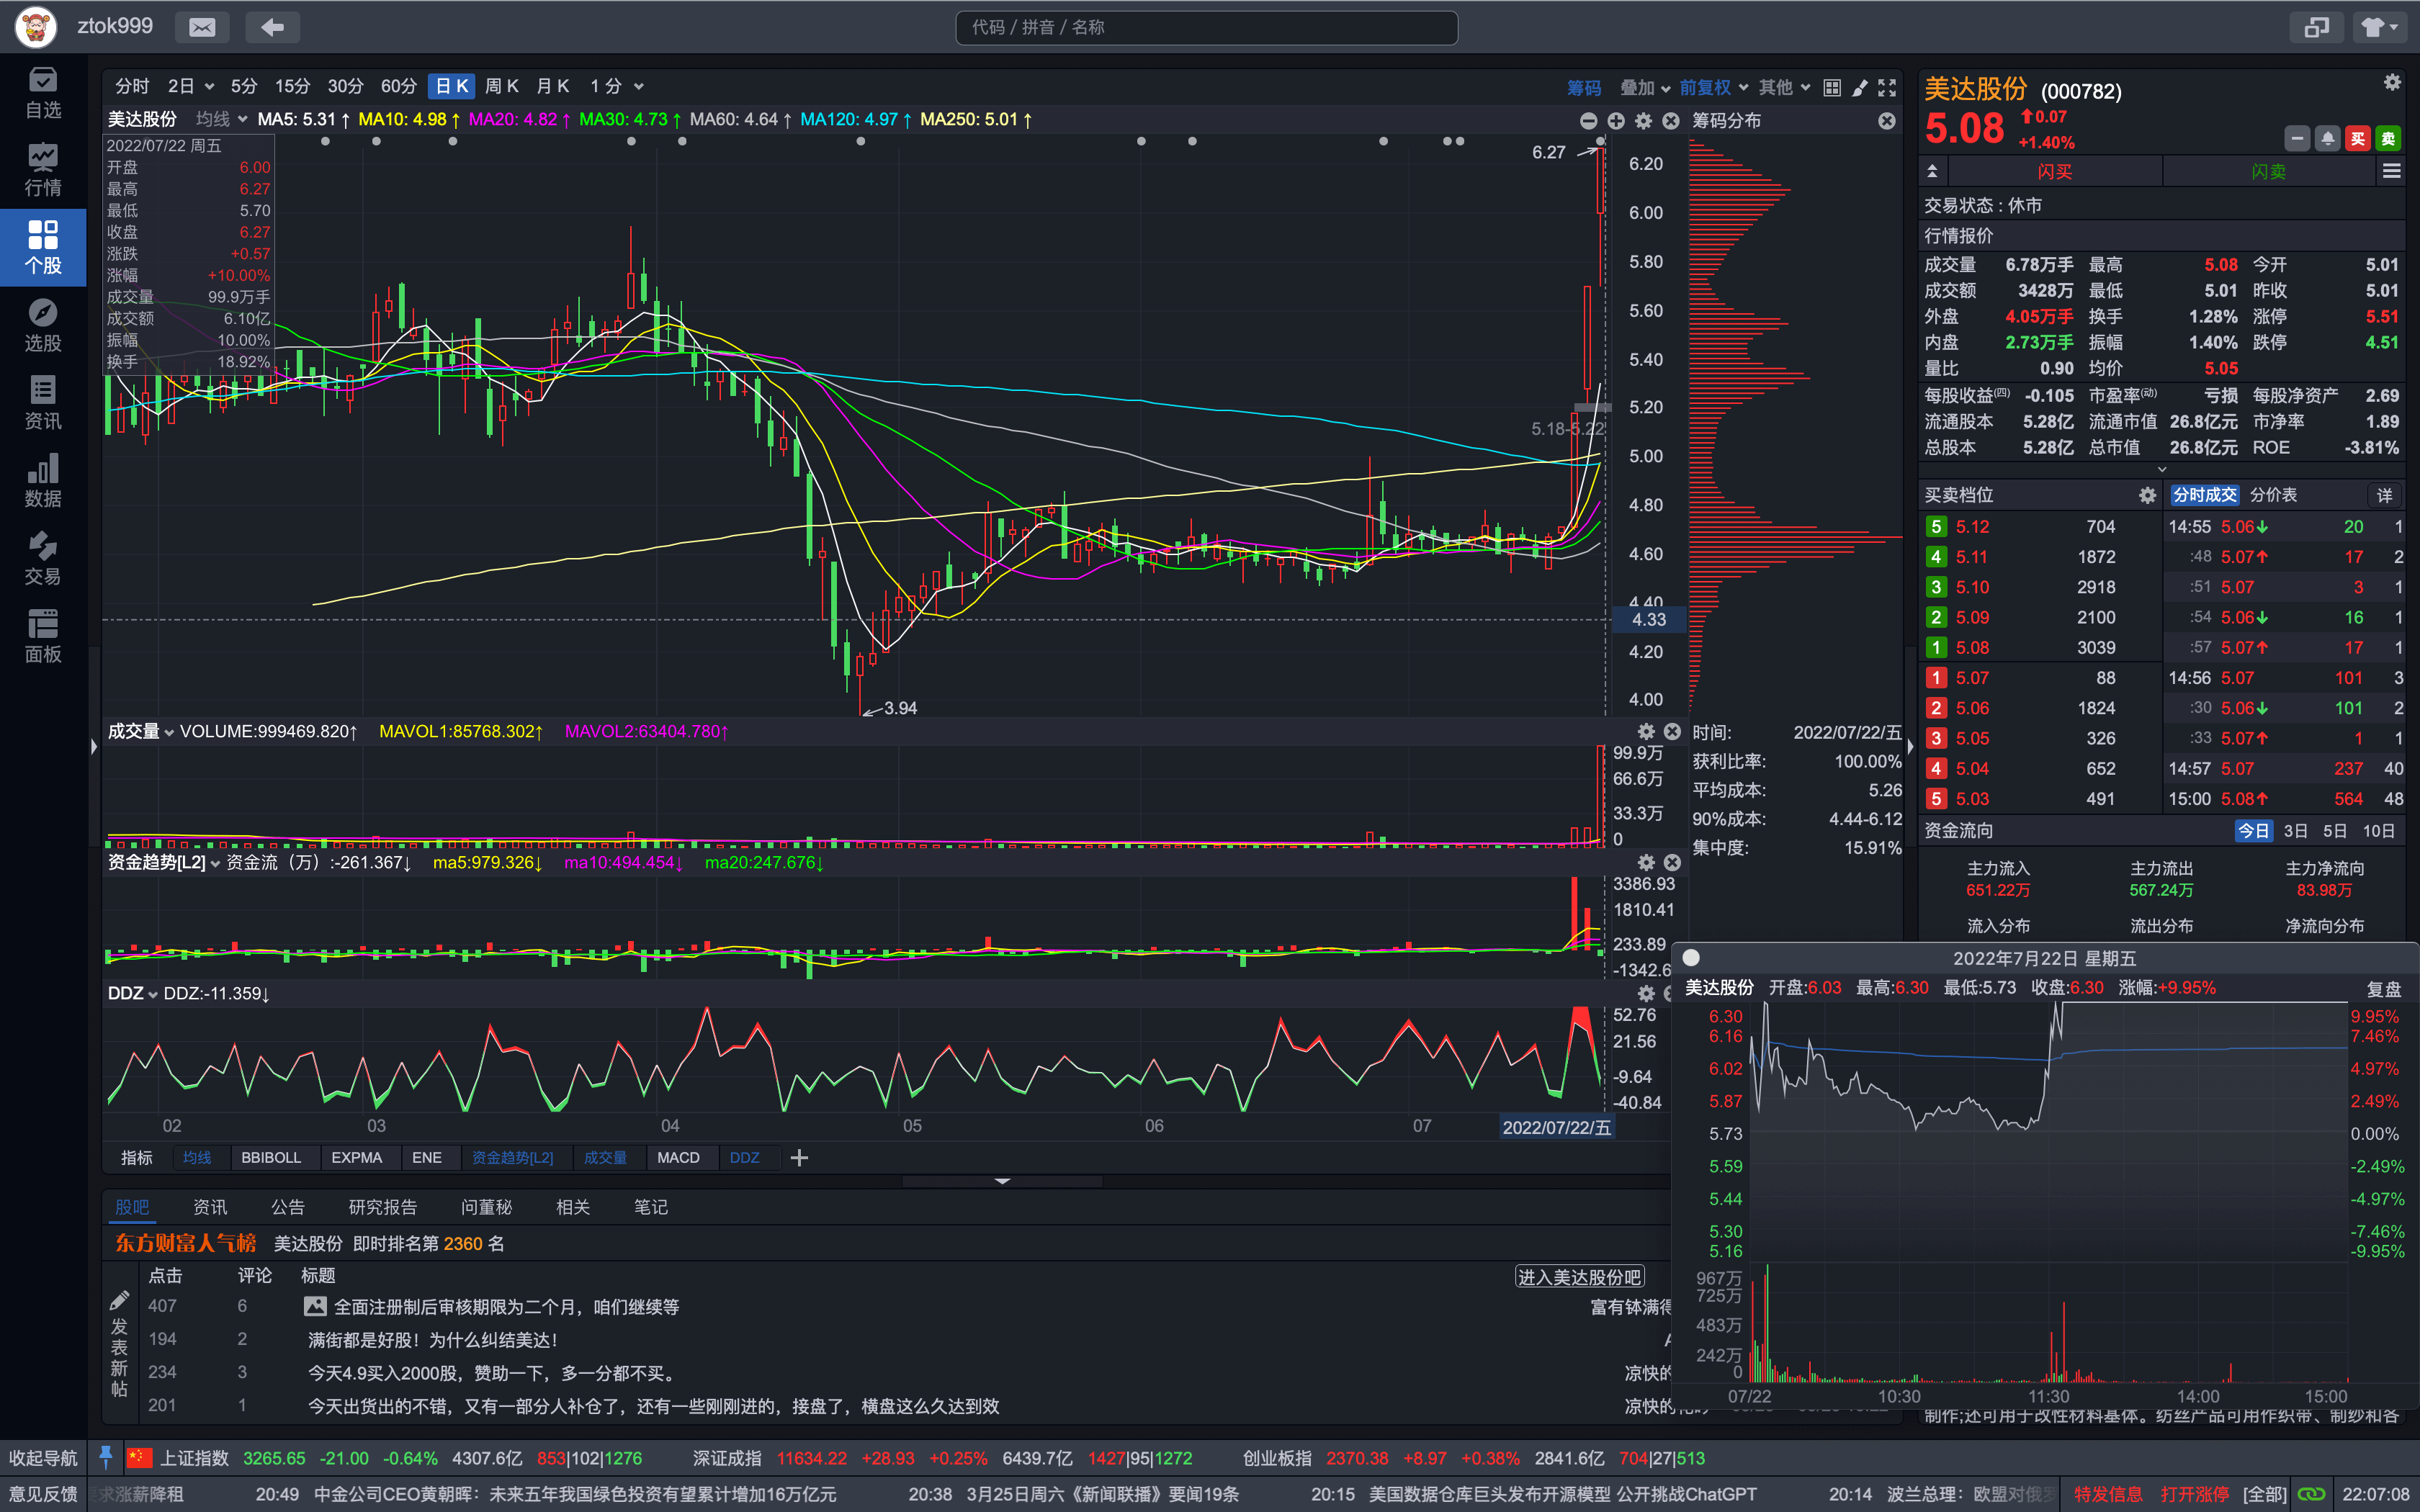 ztok999
代码 / 拼音 / 名称
自选
行情
个股
选股
资讯
数据
交易
面板
分时 2日 5分 15分 30分 60分 日K 周K 月K 1 分
筹码 叠加 前复权 其他
美达股份 均线 MA5: 5.31↑ MA10: 4.98↑ MA20: 4.82↑ MA30: 4.73↑ MA60: 4.64↑ MA120: 4.97↑ MA250: 5.01↑
2022/07/22 周五
开盘 6.00
最高 6.27
最低 5.70
收盘 6.27
涨跌 +0.57
涨幅 +10.00%
成交量 99.9万手
成交额 6.10亿
振幅 10.00%
换手 18.92%
6.27
5.18-5.22
3.94
6.20
6.00
5.80
5.60
5.40
5.20
5.00
4.80
4.60
4.40
4.33
4.20
4.00
筹码分布
时间: 2022/07/22/五
获利比率: 100.00%
平均成本: 5.26
90%成本: 4.44-6.12
集中度: 15.91%
成交量 VOLUME:999469.820↑ MAVOL1:85768.302↑ MAVOL2:63404.780↑
99.9万
66.6万
33.3万
0
资金趋势[L2] 资金流（万）:-261.367↓ ma5:979.326↓ ma10:494.454↓ ma20:247.676↓
3386.93
1810.41
233.89
-1342.6
DDZ DDZ:-11.359↓
52.76
21.56
-9.64
-40.84
02 03 04 05 06 07 2022/07/22/五
指标 均线 BBIBOLL EXPMA ENE 资金趋势[L2] 成交量 MACD DDZ
股吧 资讯 公告 研究报告 问董秘 相关 笔记
东方财富人气榜 美达股份 即时排名第 2360 名
发表新帖
点击 评论 标题 进入美达股份吧
407 6 全面注册制后审核期限为二个月，咱们继续等 富有钵满
194 2 满街都是好股！为什么纠结美达！
234 3 今天4.9买入2000股，赞助一下，多一分都不买。 凉快的
201 1 今天出货出的不错，又有一部分人补仓了，还有一些刚刚进的，接盘了，横盘这么久达到效 凉快的
美达股份 (000782)
5.08 0.07
+1.40%
买 卖
闪买 闪卖
交易状态 : 休市
行情报价
成交量 6.78万手 最高 5.08 今开 5.01
成交额 3428万 最低 5.01 昨收 5.01
外盘 4.05万手 换手 1.28% 涨停 5.51
内盘 2.73万手 振幅 1.40% 跌停 4.51
量比 0.90 均价 5.05
每股收益(四) -0.105 市盈率(动) 亏损 每股净资产 2.69
流通股本 5.28亿 流通市值 26.8亿元 市净率 1.89
总股本 5.28亿 总市值 26.8亿元 ROE -3.81%
买卖档位 分时成交 分价表 详
5 5.12 704 14:55 5.06↓ 20 1
4 5.11 1872 :48 5.07↑ 17 2
3 5.10 2918 :51 5.07 3 1
2 5.09 2100 :54 5.06↓ 16 1
1 5.08 3039 :57 5.07↑ 17 1
1 5.07 88 14:56 5.07 101 3
2 5.06 1824 :30 5.06↓ 101 2
3 5.05 326 :33 5.07↑ 1 1
4 5.04 652 14:57 5.07 237 40
5 5.03 491 15:00 5.08↑ 564 48
资金流向 今日 3日 5日 10日
主力流入 主力流出 主力净流向
651.22万 567.24万 83.98万
流入分布 流出分布 净流向分布
2022年7月22日 星期五
美达股份 开盘:6.03 最高:6.30 最低:5.73 收盘:6.30 涨幅:+9.95% 复盘
6.30 9.95%
6.16 7.46%
6.02 4.97%
5.87 2.49%
5.73 0.00%
5.59 -2.49%
5.44 -4.97%
5.30 -7.46%
5.16 -9.95%
967万
725万
483万
242万
0
07/22 10:30 11:30 14:00 15:00
制作;还可用于改性材料基体。纺丝产品可用作织带、制纱和各
收起导航 上证指数 3265.65 -21.00 -0.64% 4307.6亿 853|102|1276 深证成指 11634.22 +28.93 +0.25% 6439.7亿 1427|95|1272 创业板指 2370.38 +8.97 +0.38% 2841.6亿 704|27|513
意见反馈 求涨薪降租 20:49 中金公司CEO黄朝晖：未来五年我国绿色投资有望累计增加16万亿元 20:38 3月25日周六《新闻联播》要闻19条 20:15 美国数据仓库巨头发布开源模型 公开挑战ChatGPT 20:14 波兰总理：欧盟对俄 特发信息 打开涨停 [全部] 22:07:08